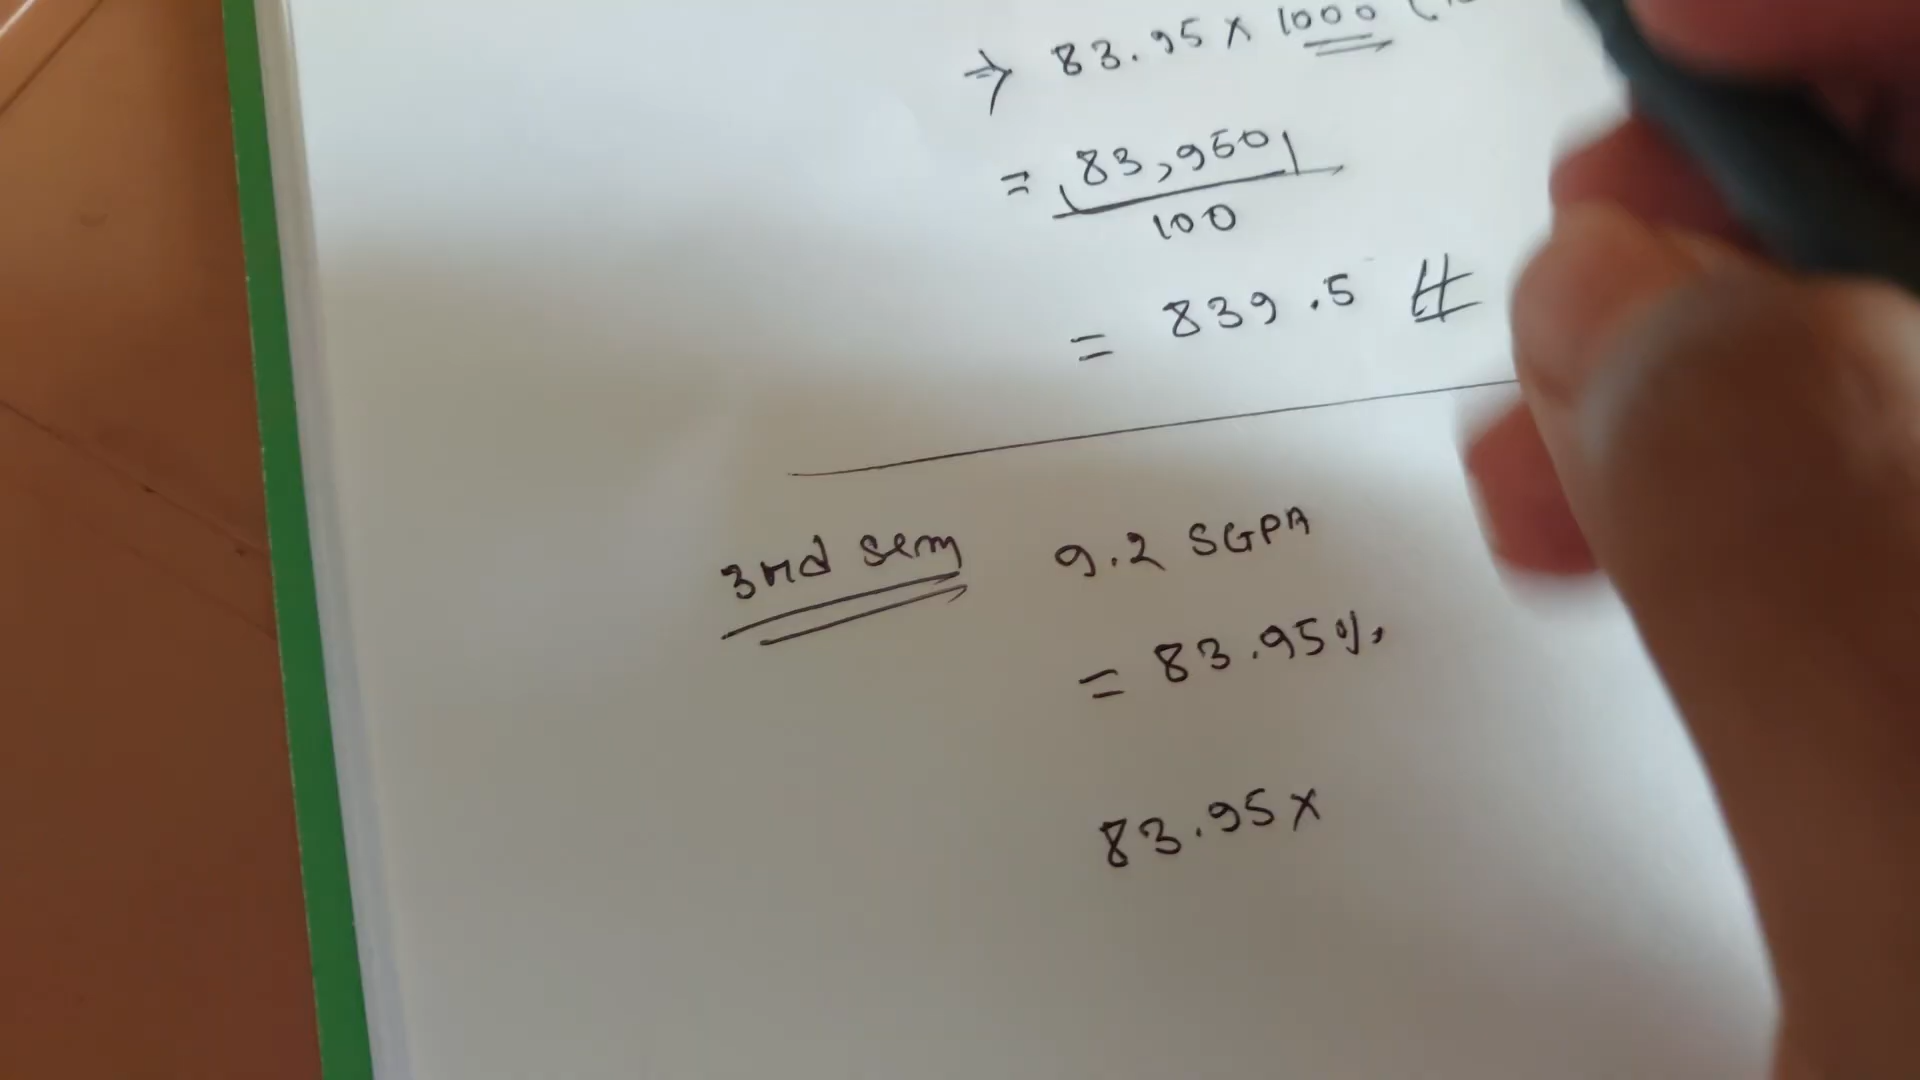 ⇒ 83.95 × 1000 (
= 83,950
100
= 839.5 #
3rd sem 9.2 SGPA
= 83.95%
83.95 ×